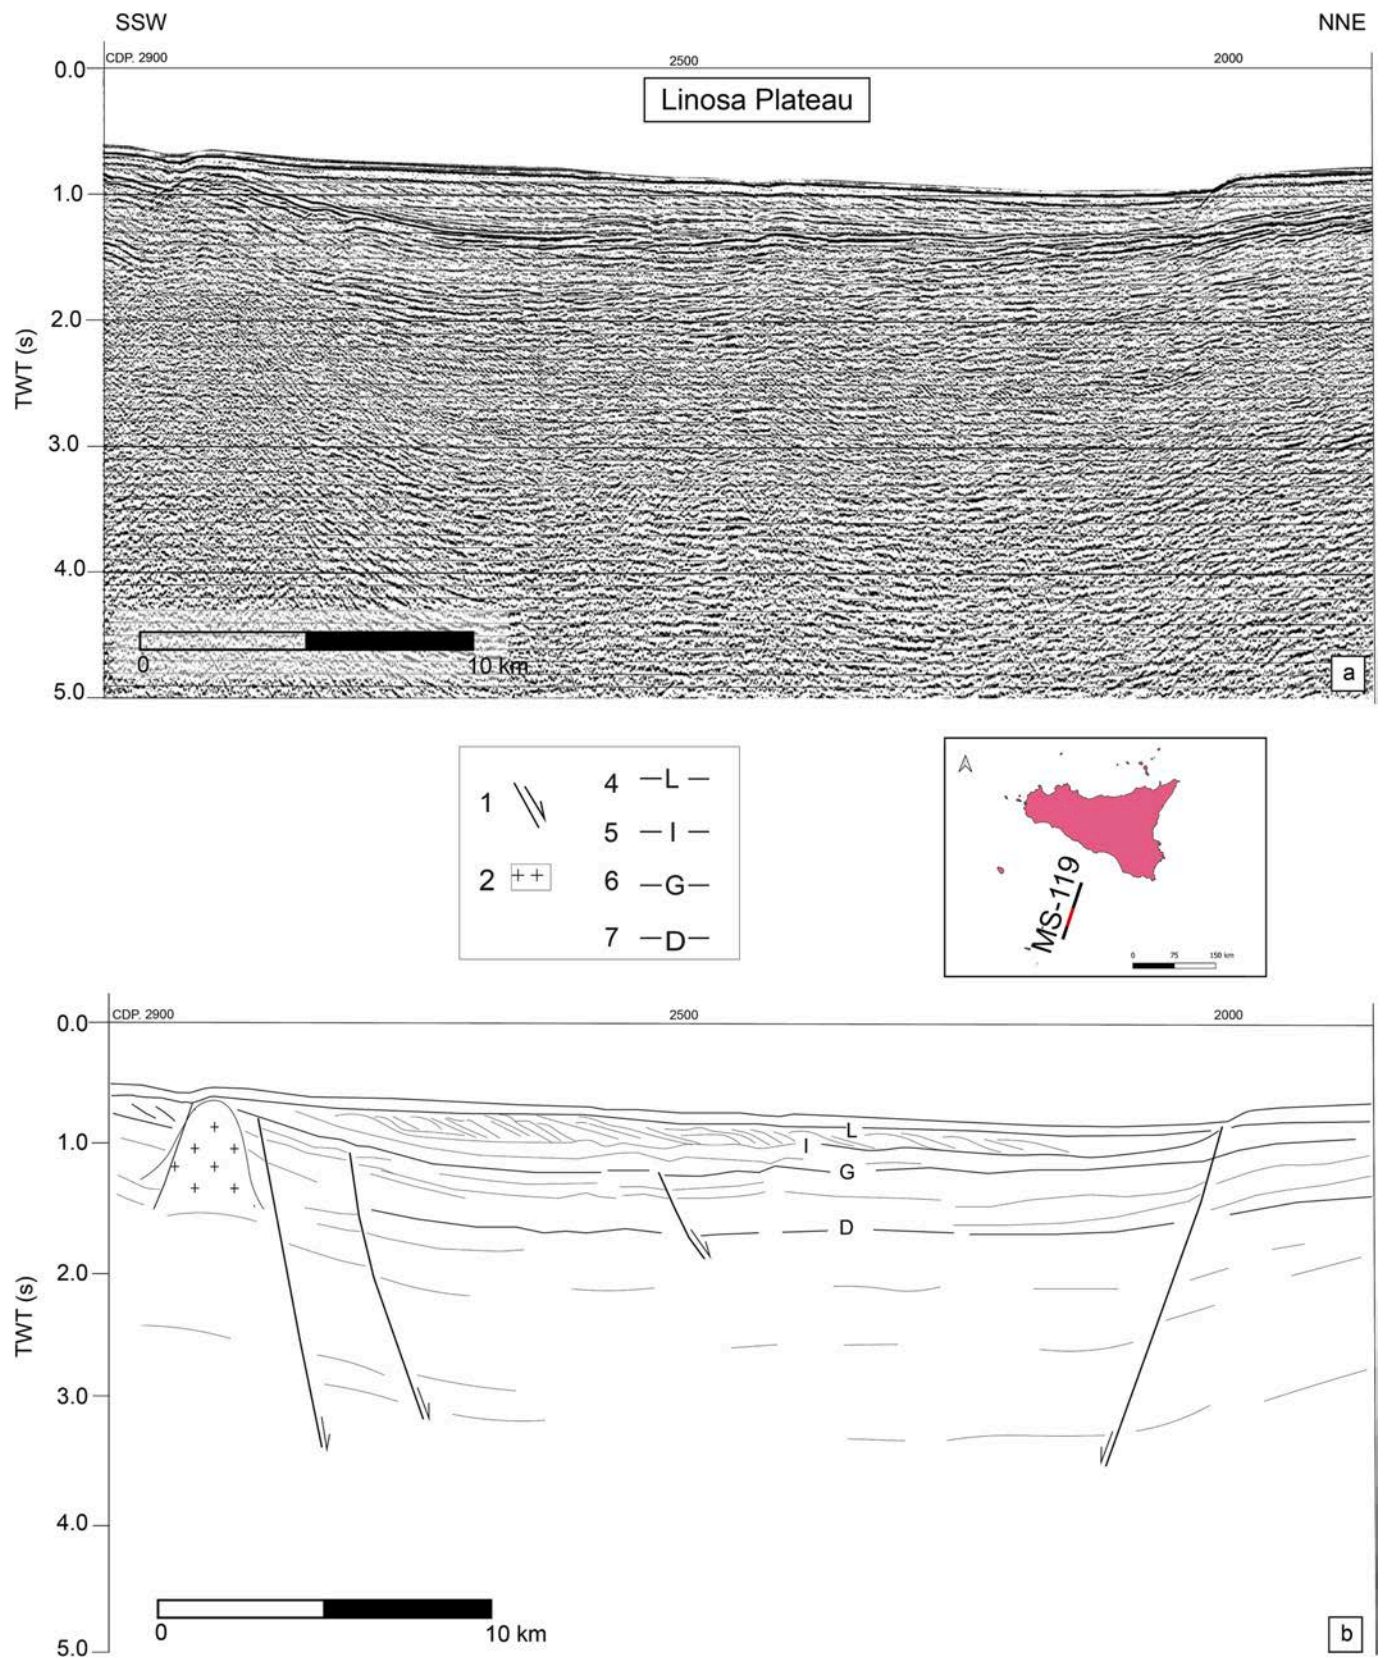 SSW NNE
CDP. 2900 2500 2000
0.0
Linosa Plateau
1.0
2.0
TWT (s)
3.0
4.0
0 10 km
5.0
a
1
2 + +
4 —L—
5 —I—
6 —G—
7 —D—
MS-119
0 75 150 km
CDP. 2900 2500 2000
0.0
L
1.0
I
G
D
2.0
TWT (s)
3.0
4.0
0 10 km
5.0
b